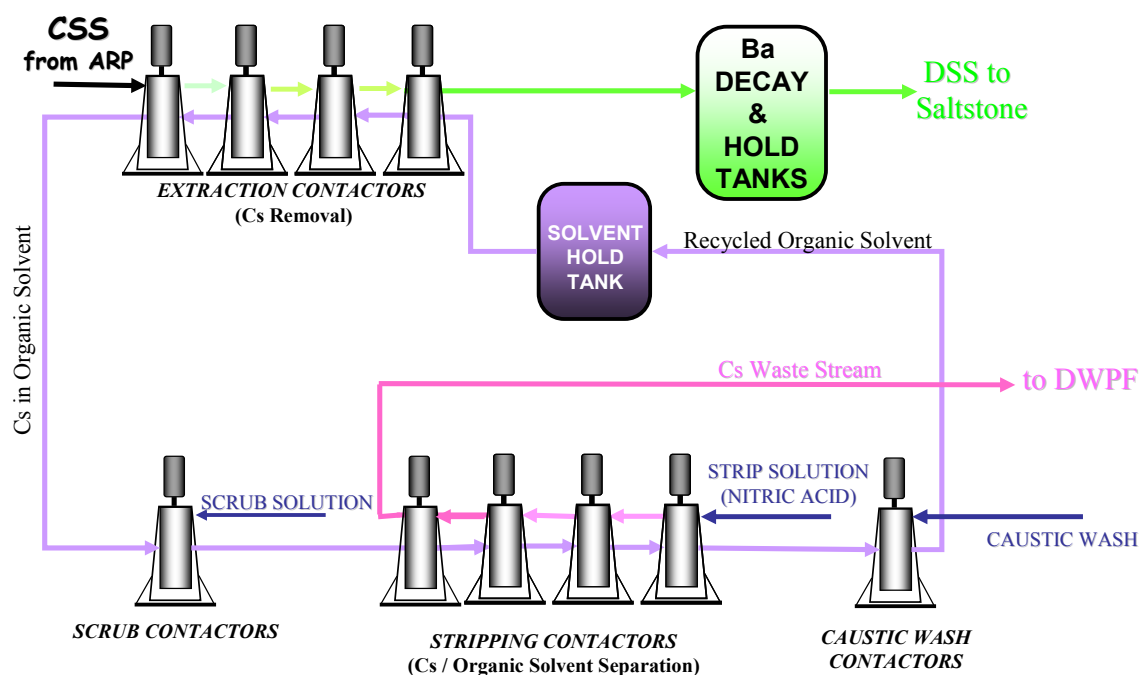 CSS
from ARP
Ba
DECAY
&
HOLD
TANKS
DSS to
Saltstone
EXTRACTION CONTACTORS
(Cs Removal)
SOLVENT
HOLD
TANK
Recycled Organic Solvent
Cs in Organic Solvent
Cs Waste Stream
to DWPF
SCRUB SOLUTION
STRIP SOLUTION
(NITRIC ACID)
CAUSTIC WASH
SCRUB CONTACTORS
STRIPPING CONTACTORS
(Cs / Organic Solvent Separation)
CAUSTIC WASH
CONTACTORS